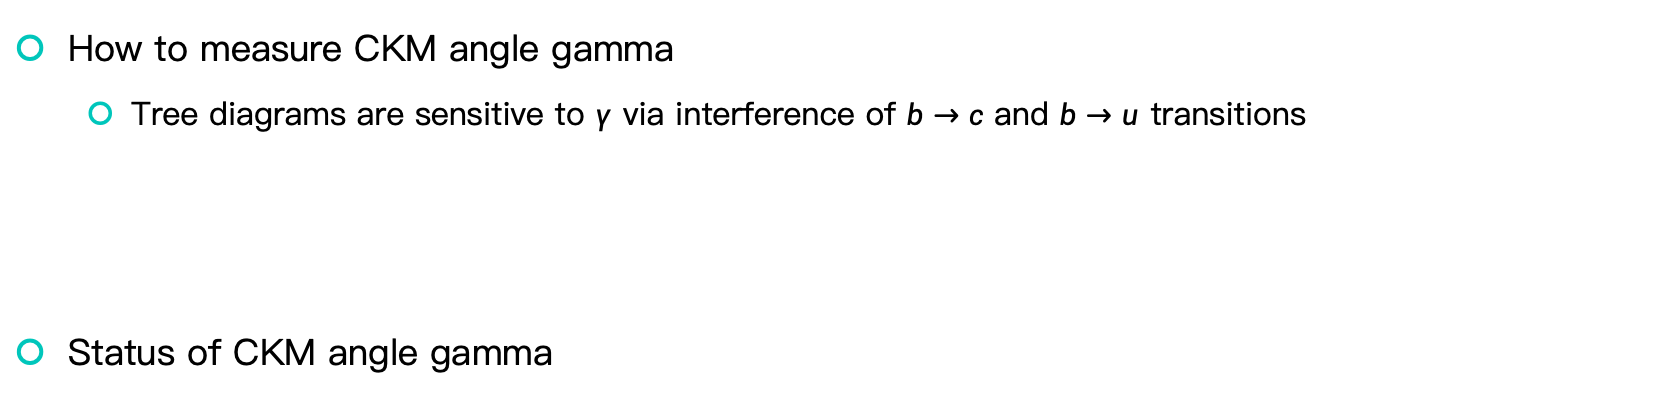 How to measure CKM angle gamma
Tree diagrams are sensitive to γ via interference of b → c and b → u transitions
Status of CKM angle gamma